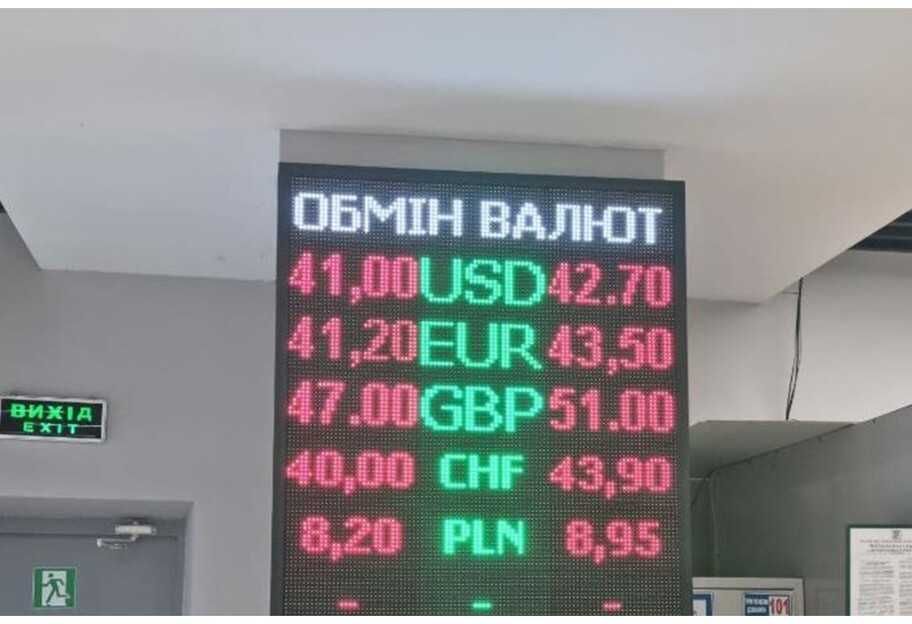 ОБМІН ВАЛЮТ
41,00 USD 42.70
41,20 EUR 43,50
47.00 GBP 51.00
40,00 CHF 43,90
8,20 PLN 8,95
- - -
ВИХІД
EXIT
101